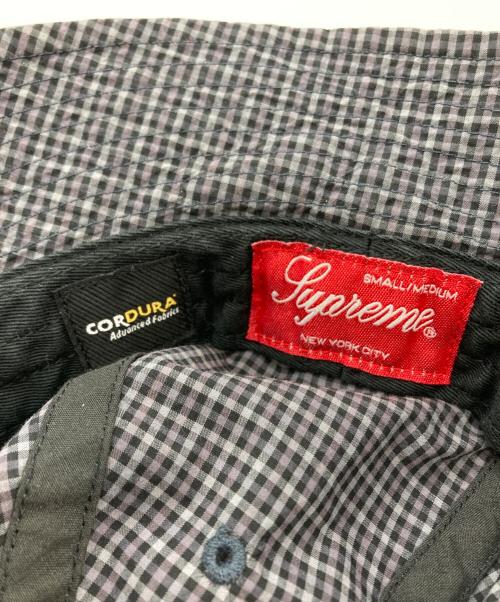 CORDURA®
Advanced Fabrics
SMALL/MEDIUM
Supreme®
NEW YORK CITY